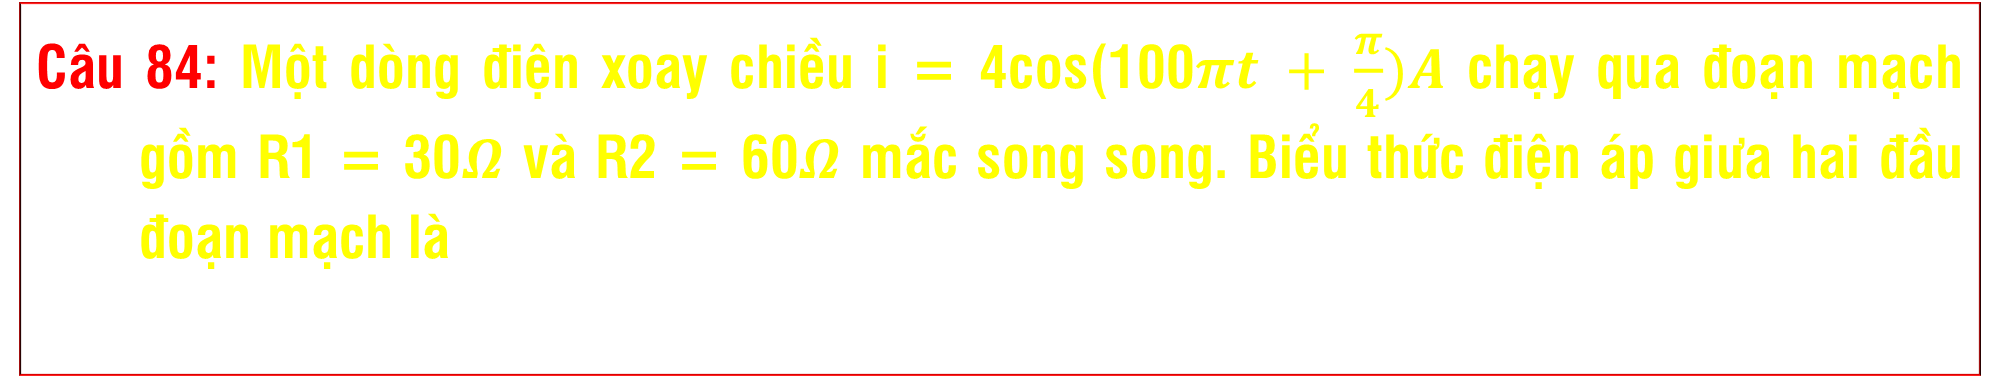 Câu 84: Một dòng điện xoay chiều i = 4cos(100πt + π/4)A chạy qua đoạn mạch
gồm R1 = 30Ω và R2 = 60Ω mắc song song. Biểu thức điện áp giưa hai đầu
đoạn mạch là